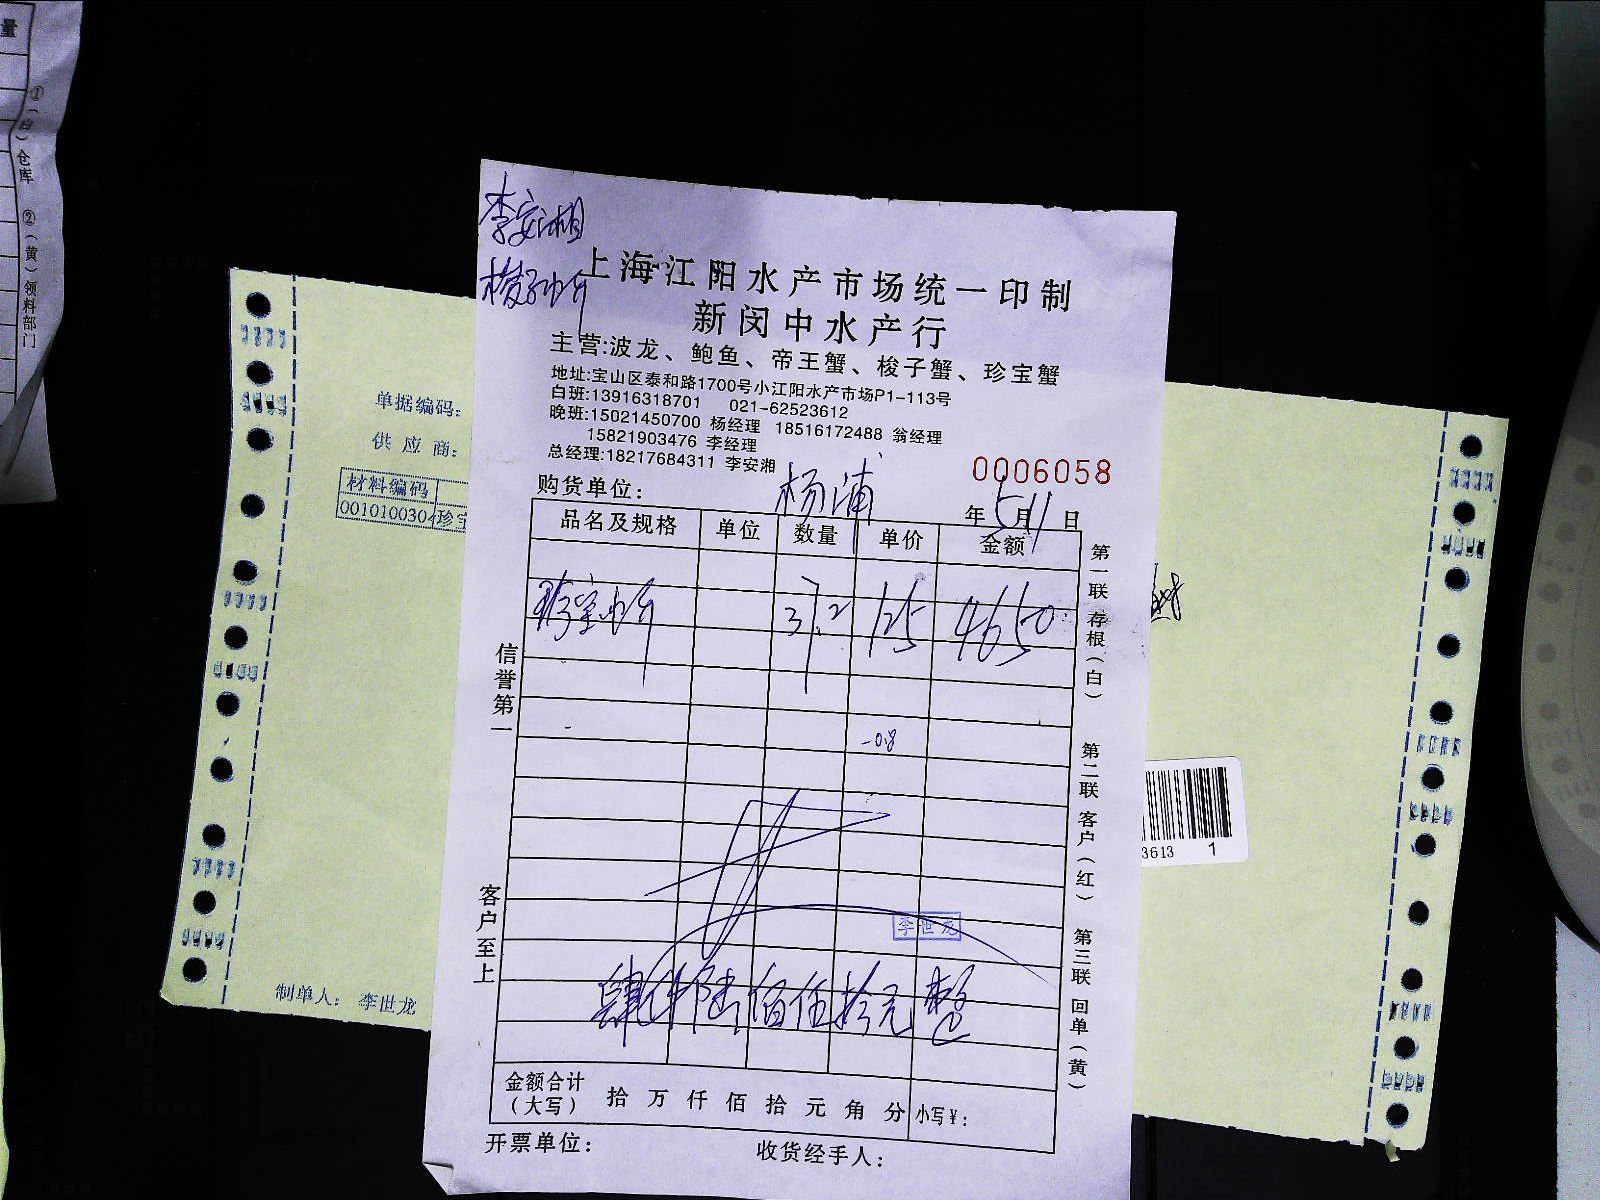 量
①(白)仓库 ②(黄)领料部门
李安湘
梭子蟹
上海江阳水产市场统一印制
新闵中水产行
主营:波龙、鲍鱼、帝王蟹、梭子蟹、珍宝蟹
地址:宝山区泰和路1700号小江阳水产市场P1-113号
白班:13916318701 021-62523612
晚班:15021450700 杨经理 18516172488 翁经理
15821903476 李经理
总经理:18217684311 李安湘
0006058
购货单位: 杨浦 年5月11日
品名及规格 单位 数量 单价 金额
珍宝蟹 37.2 125 4650
-0.8
李世龙
肆仟陆佰伍拾元整
金额合计(大写) 拾 万 仟 佰 拾 元 角 分 小写¥:
开票单位: 收货经手人:
信誉第一
客户至上
第一联 存根(白)
第二联 客户(红)
第三联 回单(黄)
单据编码:
供应商:
材料编码
0010100304 珍宝
制单人: 李世龙
3613 1